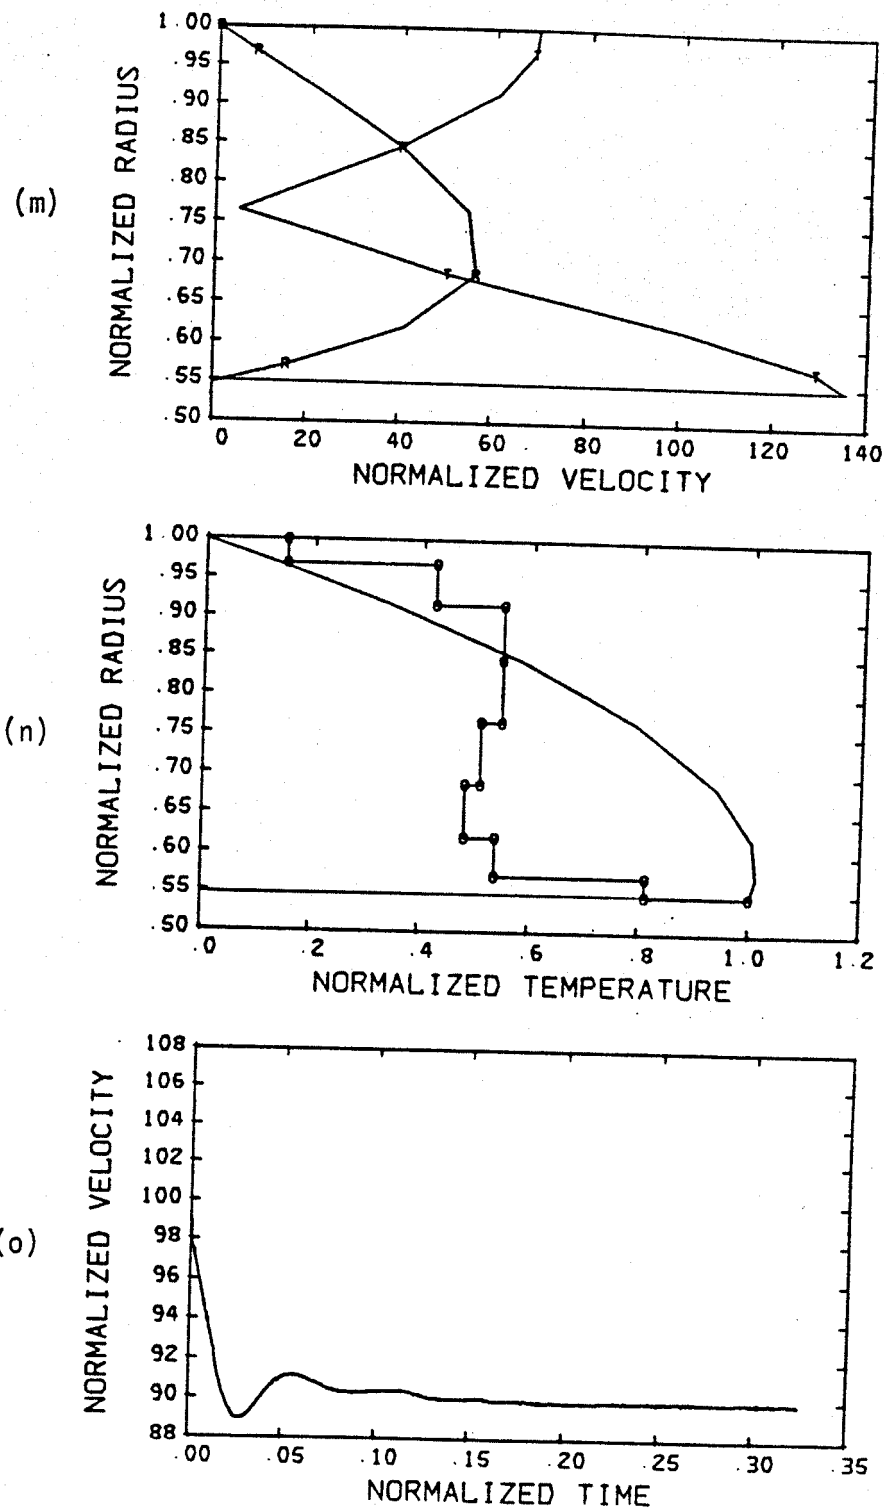 (m)
NORMALIZED RADIUS
1.00
.95
.90
.85
.80
.75
.70
.65
.60
.55
.50
R
T
R
R
T
0 20 40 60 80 100 120 140
NORMALIZED VELOCITY
(n)
NORMALIZED RADIUS
1.00
.95
.90
.85
.80
.75
.70
.65
.60
.55
.50
.0 .2 .4 .6 .8 1.0 1.2
NORMALIZED TEMPERATURE
(o)
NORMALIZED VELOCITY
108
106
104
102
100
98
96
94
92
90
88
.00 .05 .10 .15 .20 .25 .30 .35
NORMALIZED TIME